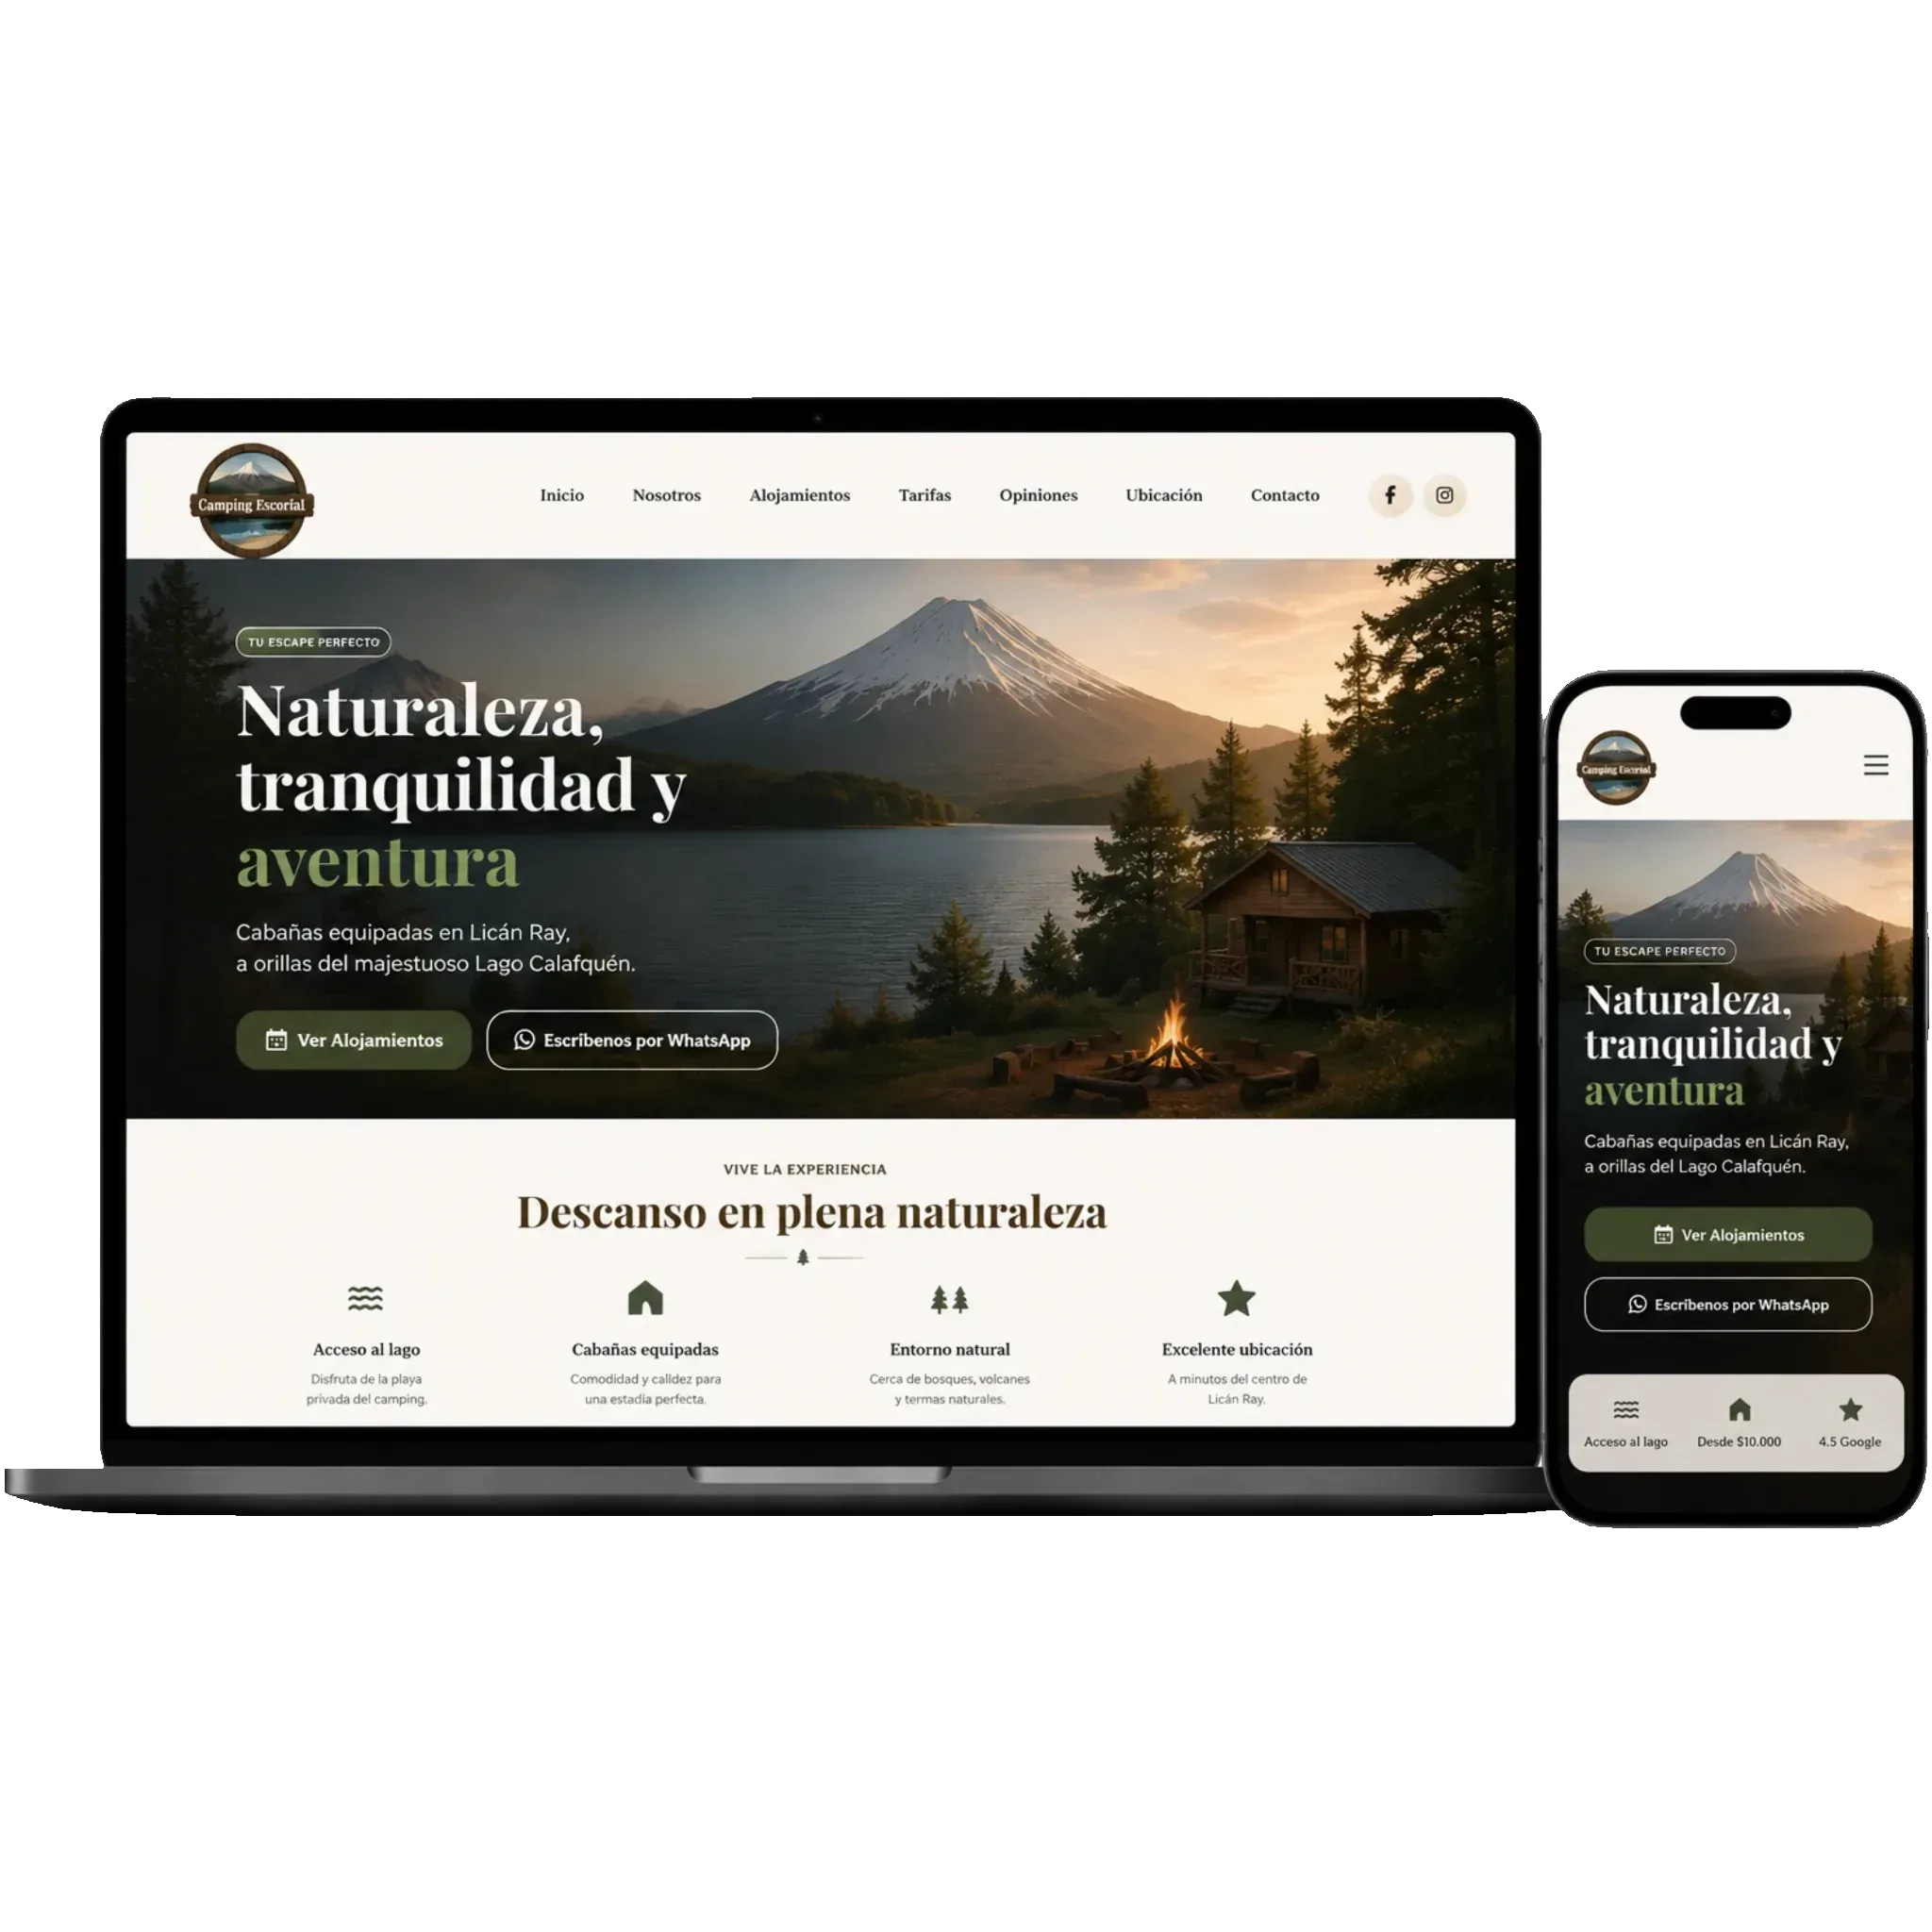 Camping Escorial
Inicio
Nosotros
Alojamientos
Tarifas
Opiniones
Ubicación
Contacto
TU ESCAPE PERFECTO
Naturaleza,
tranquilidad y
aventura
Cabañas equipadas en Licán Ray,
a orillas del majestuoso Lago Calafquén.
Ver Alojamientos
Escríbenos por WhatsApp
VIVE LA EXPERIENCIA
Descanso en plena naturaleza
Acceso al lago
Disfruta de la playa
privada del camping.
Cabañas equipadas
Comodidad y calidez para
una estadía perfecta.
Entorno natural
Cerca de bosques, volcanes
y termas naturales.
Excelente ubicación
A minutos del centro de
Licán Ray.
Camping Escorial
TU ESCAPE PERFECTO
Naturaleza,
tranquilidad y
aventura
Cabañas equipadas en Licán Ray,
a orillas del Lago Calafquén.
Ver Alojamientos
Escríbenos por WhatsApp
Acceso al lago
Desde $10.000
4.5 Google